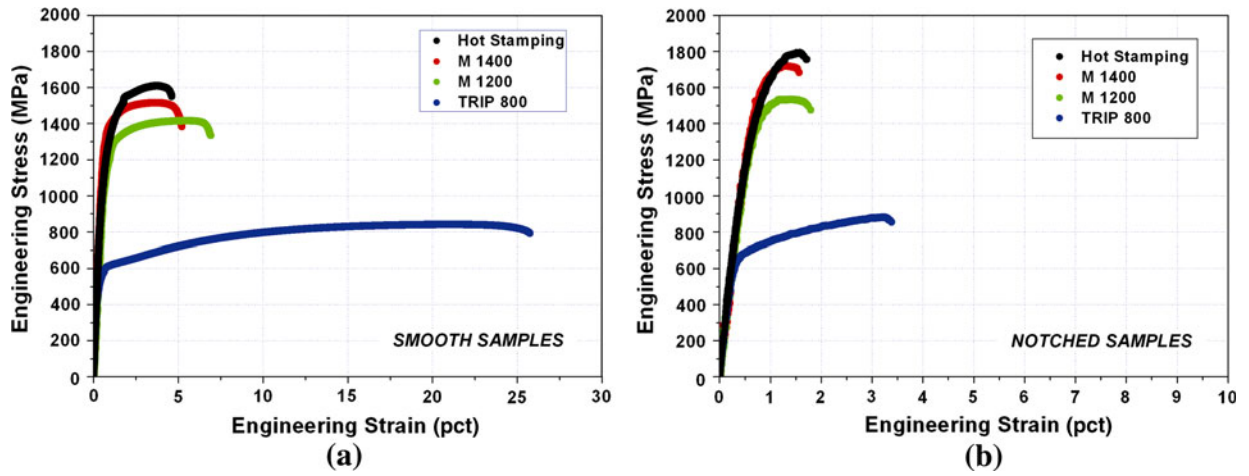 2000
1800
1600
1400
1200
1000
800
600
400
200
0
Engineering Stress (MPa)
Hot Stamping
M 1400
M 1200
TRIP 800
SMOOTH SAMPLES
0 5 10 15 20 25 30
Engineering Strain (pct)
(a)
2000
1800
1600
1400
1200
1000
800
600
400
200
0
Engineering Stress (MPa)
Hot Stamping
M 1400
M 1200
TRIP 800
NOTCHED SAMPLES
0 1 2 3 4 5 6 7 8 9 10
Engineering Strain (pct)
(b)